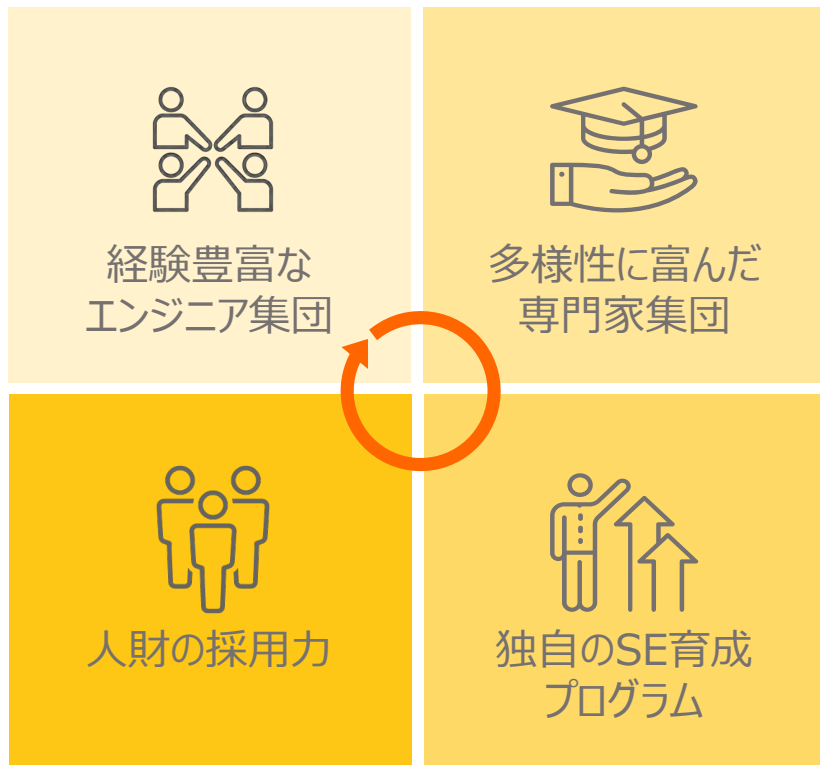 経験豊富な
エンジニア集団
多様性に富んだ
専門家集団
人財の採用力
独自のSE育成
プログラム